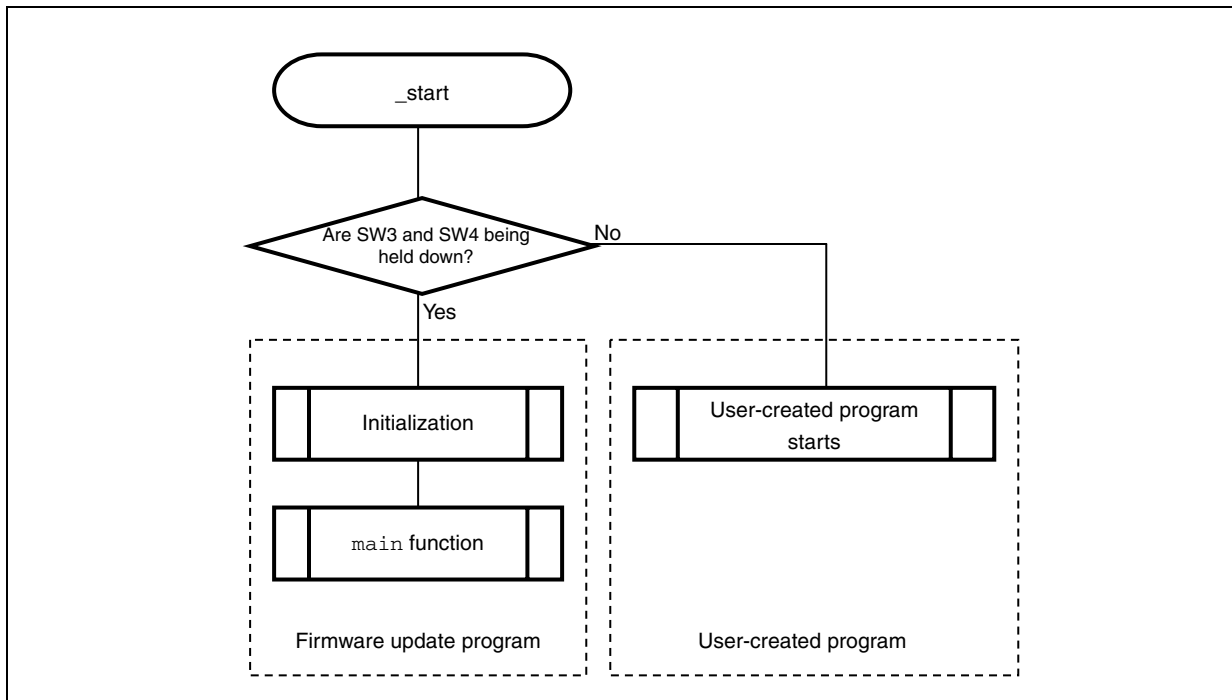 _start
Are SW3 and SW4 being
held down?
No
Yes
Initialization
User-created program
starts
main function
Firmware update program
User-created program